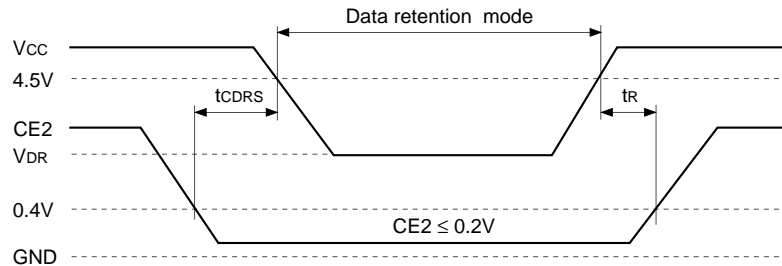 Data retention mode
VCC
4.5V
tCDRS
tR
CE2
VDR
0.4V
CE2 ≤ 0.2V
GND